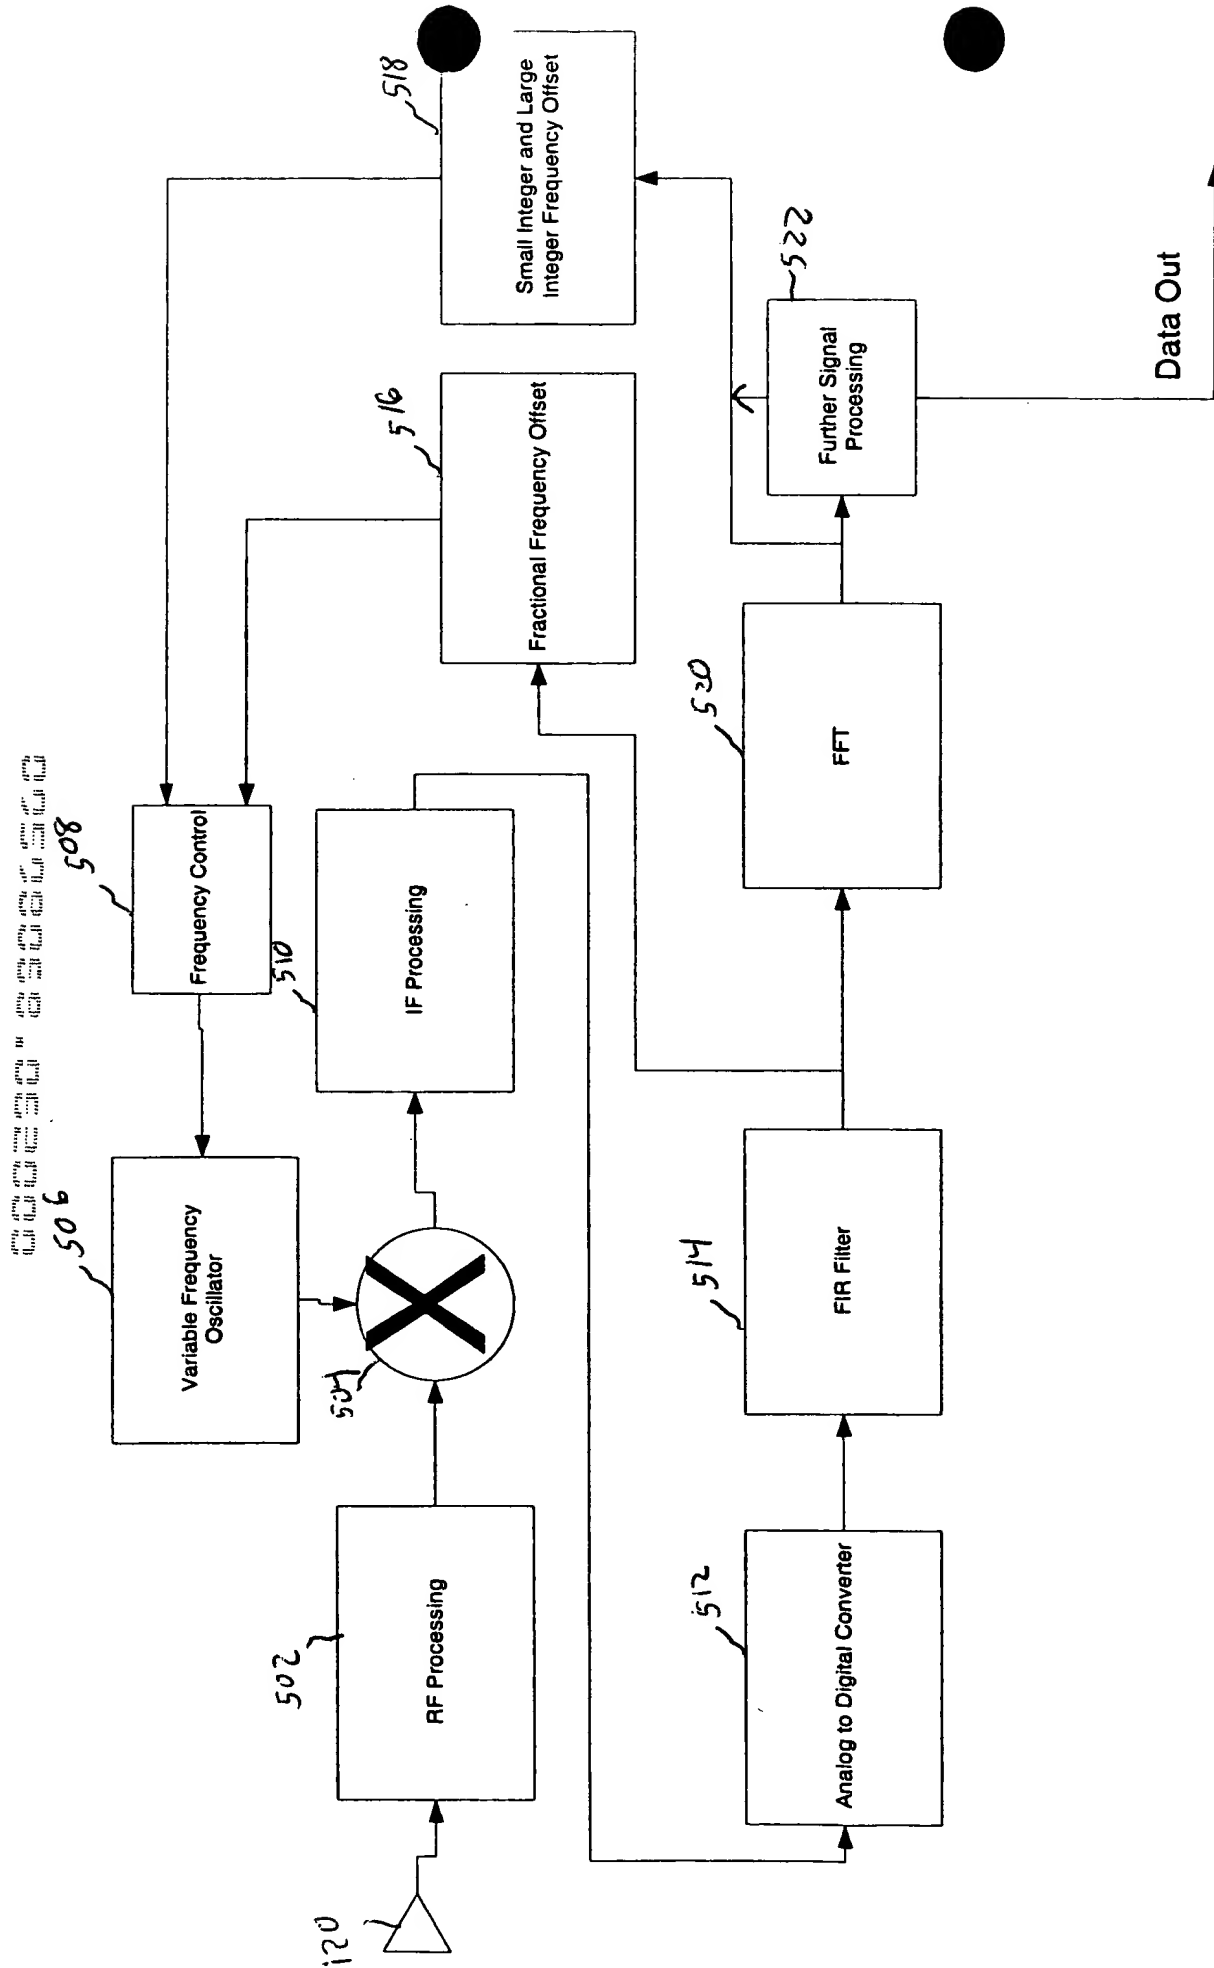 508
Frequency Control
506
Variable Frequency
Oscillator
518
Small Integer and Large
Integer Frequency Offset
516
Fractional Frequency Offset
510
IF Processing
504
502
RF Processing
120
522
Further Signal
Processing
520
FFT
514
FIR Filter
512
Analog to Digital Converter
Data Out